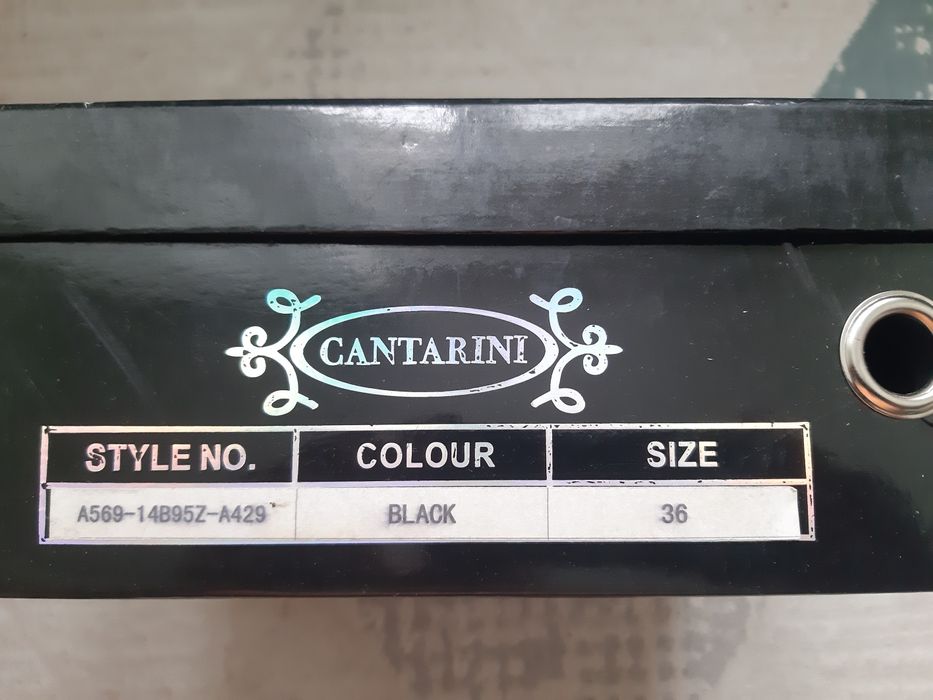 CANTARINI
STYLE NO. COLOUR SIZE
A569-14B95Z-A429 BLACK 36